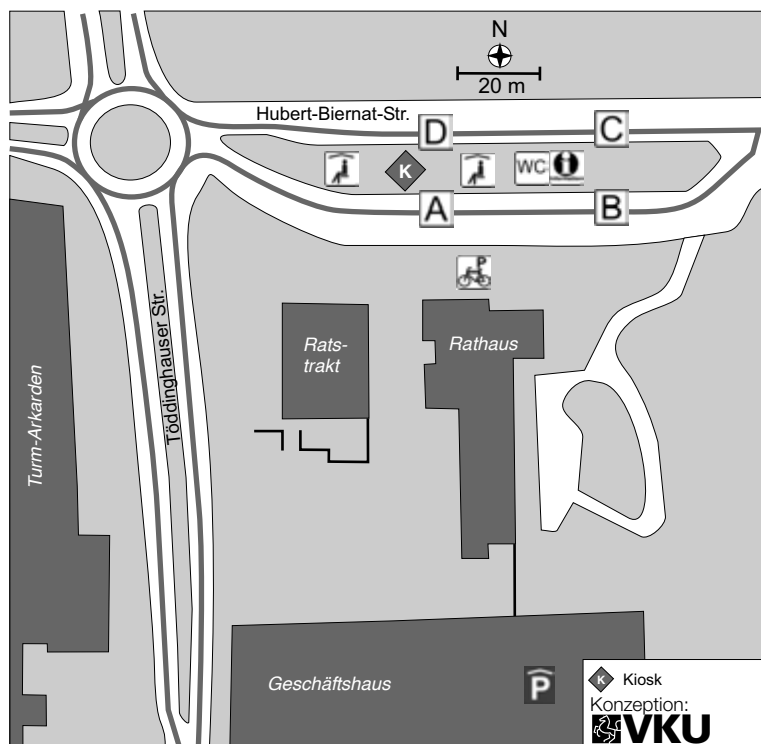 N
20 m
Hubert-Biernat-Str.
D
C
K
WC
i
A
B
P
Töddinghauser Str.
Rats-
trakt
Rathaus
Turm-Arkarden
Geschäftshaus
P
K Kiosk
Konzeption:
VKU